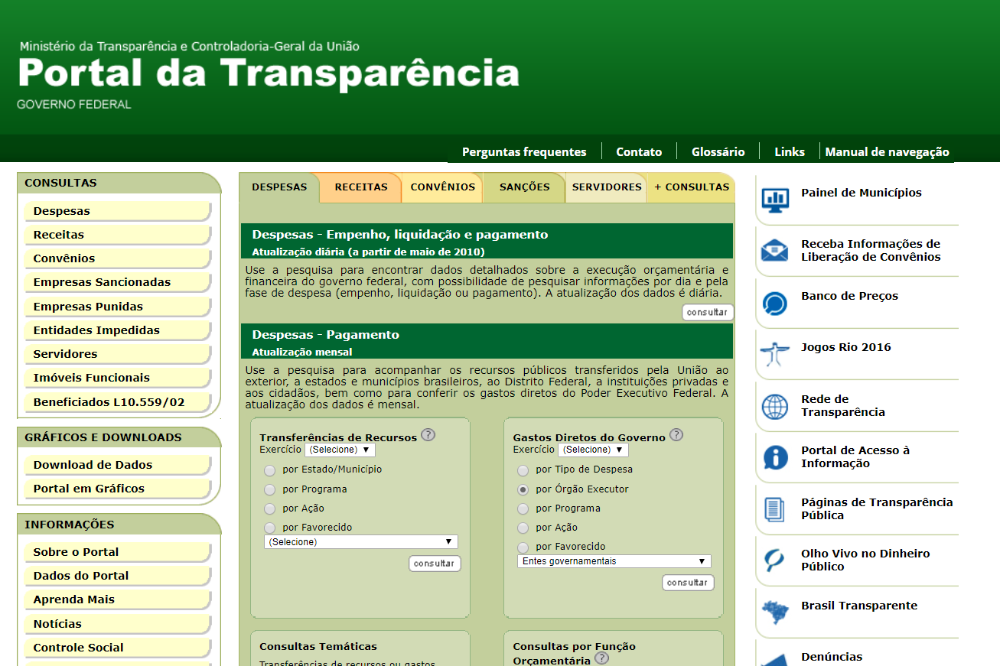 Ministério da Transparência e Controladoria-Geral da União
Portal da Transparência
GOVERNO FEDERAL
Perguntas frequentes
Contato
Glossário
Links
Manual de navegação
CONSULTAS
Despesas
Receitas
Convênios
Empresas Sancionadas
Empresas Punidas
Entidades Impedidas
Servidores
Imóveis Funcionais
Beneficiados L10.559/02
GRÁFICOS E DOWNLOADS
Download de Dados
Portal em Gráficos
INFORMAÇÕES
Sobre o Portal
Dados do Portal
Aprenda Mais
Notícias
Controle Social
DESPESAS
RECEITAS
CONVÊNIOS
SANÇÕES
SERVIDORES
+ CONSULTAS
Despesas - Empenho, liquidação e pagamento
Atualização diária (a partir de maio de 2010)
Use a pesquisa para encontrar dados detalhados sobre a execução orçamentária e
financeira do governo federal, com possibilidade de pesquisar informações por dia e pela
fase de despesa (empenho, liquidação ou pagamento). A atualização dos dados é diária.
consultar
Despesas - Pagamento
Atualização mensal
Use a pesquisa para acompanhar os recursos públicos transferidos pela União ao
exterior, a estados e municípios brasileiros, ao Distrito Federal, a instituições privadas e
aos cidadãos, bem como para conferir os gastos diretos do Poder Executivo Federal. A
atualização dos dados é mensal.
Transferências de Recursos ?
Exercício (Selecione)
por Estado/Município
por Programa
por Ação
por Favorecido
(Selecione)
consultar
Gastos Diretos do Governo ?
Exercício (Selecione)
por Tipo de Despesa
por Órgão Executor
por Programa
por Ação
por Favorecido
Entes governamentais
consultar
Consultas Temáticas
Transferências de recursos ou gastos
Consultas por Função
Orçamentária ?
Painel de Municípios
Receba Informações de
Liberação de Convênios
Banco de Preços
Jogos Rio 2016
Rede de
Transparência
Portal de Acesso à
Informação
Páginas de Transparência
Pública
Olho Vivo no Dinheiro
Público
Brasil Transparente
Denúncias